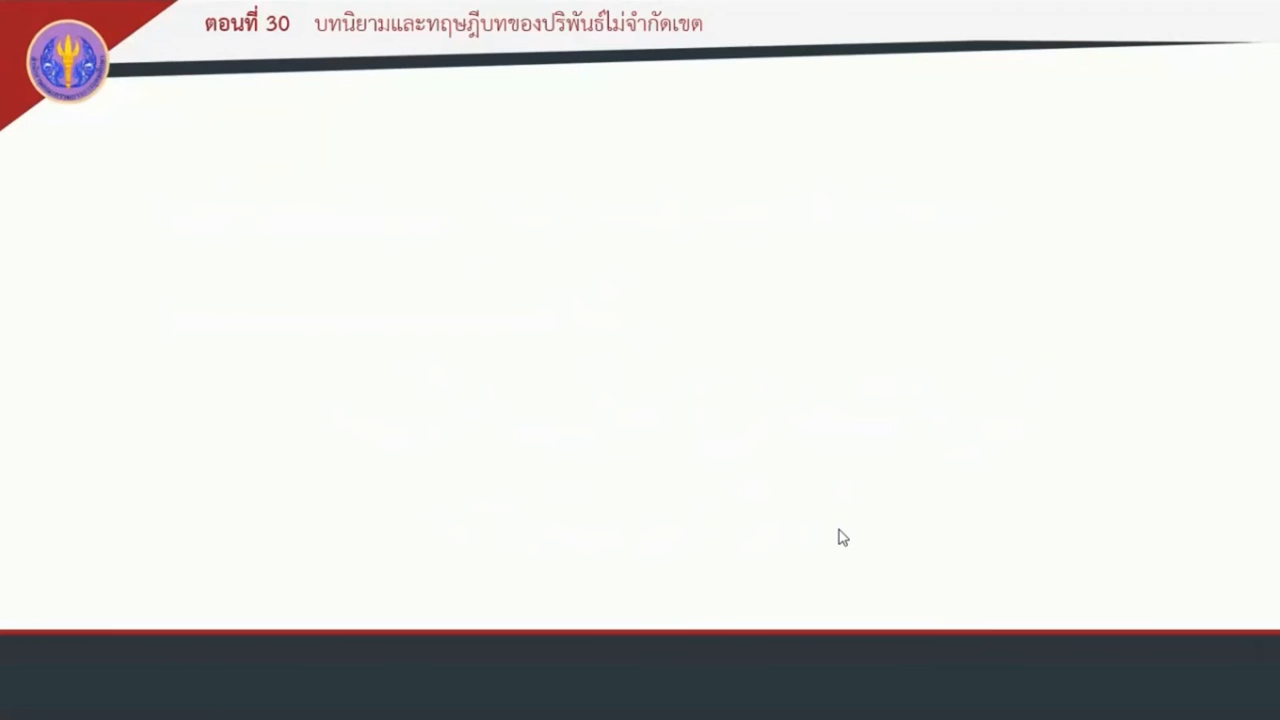 ตอนที่ 30 บทนิยามและทฤษฎีบทของปริพันธ์ไม่จำกัดเขต